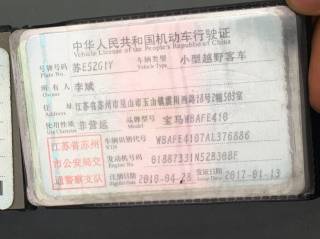 中华人民共和国机动车行驶证
Vehicle License of the People's Republic of China
号牌号码 苏E52G1Y 车辆类型 小型越野客车
Plate No. Vehicle Type
所有人 李斌
Owner
住址 江苏省苏州市昆山市玉山镇
Address
使用性质 非营运 品牌型号 宝马WBAFE410
Use Character Model
江苏省苏州 车辆识别代号 WBAFE4107AL376886
市公安局交 VIN
通警察支队 发动机号码 01887331N52B30BF
Engine No.
注册日期 2010-04-28 发证日期 2017-01-13
Register Date Issue Date